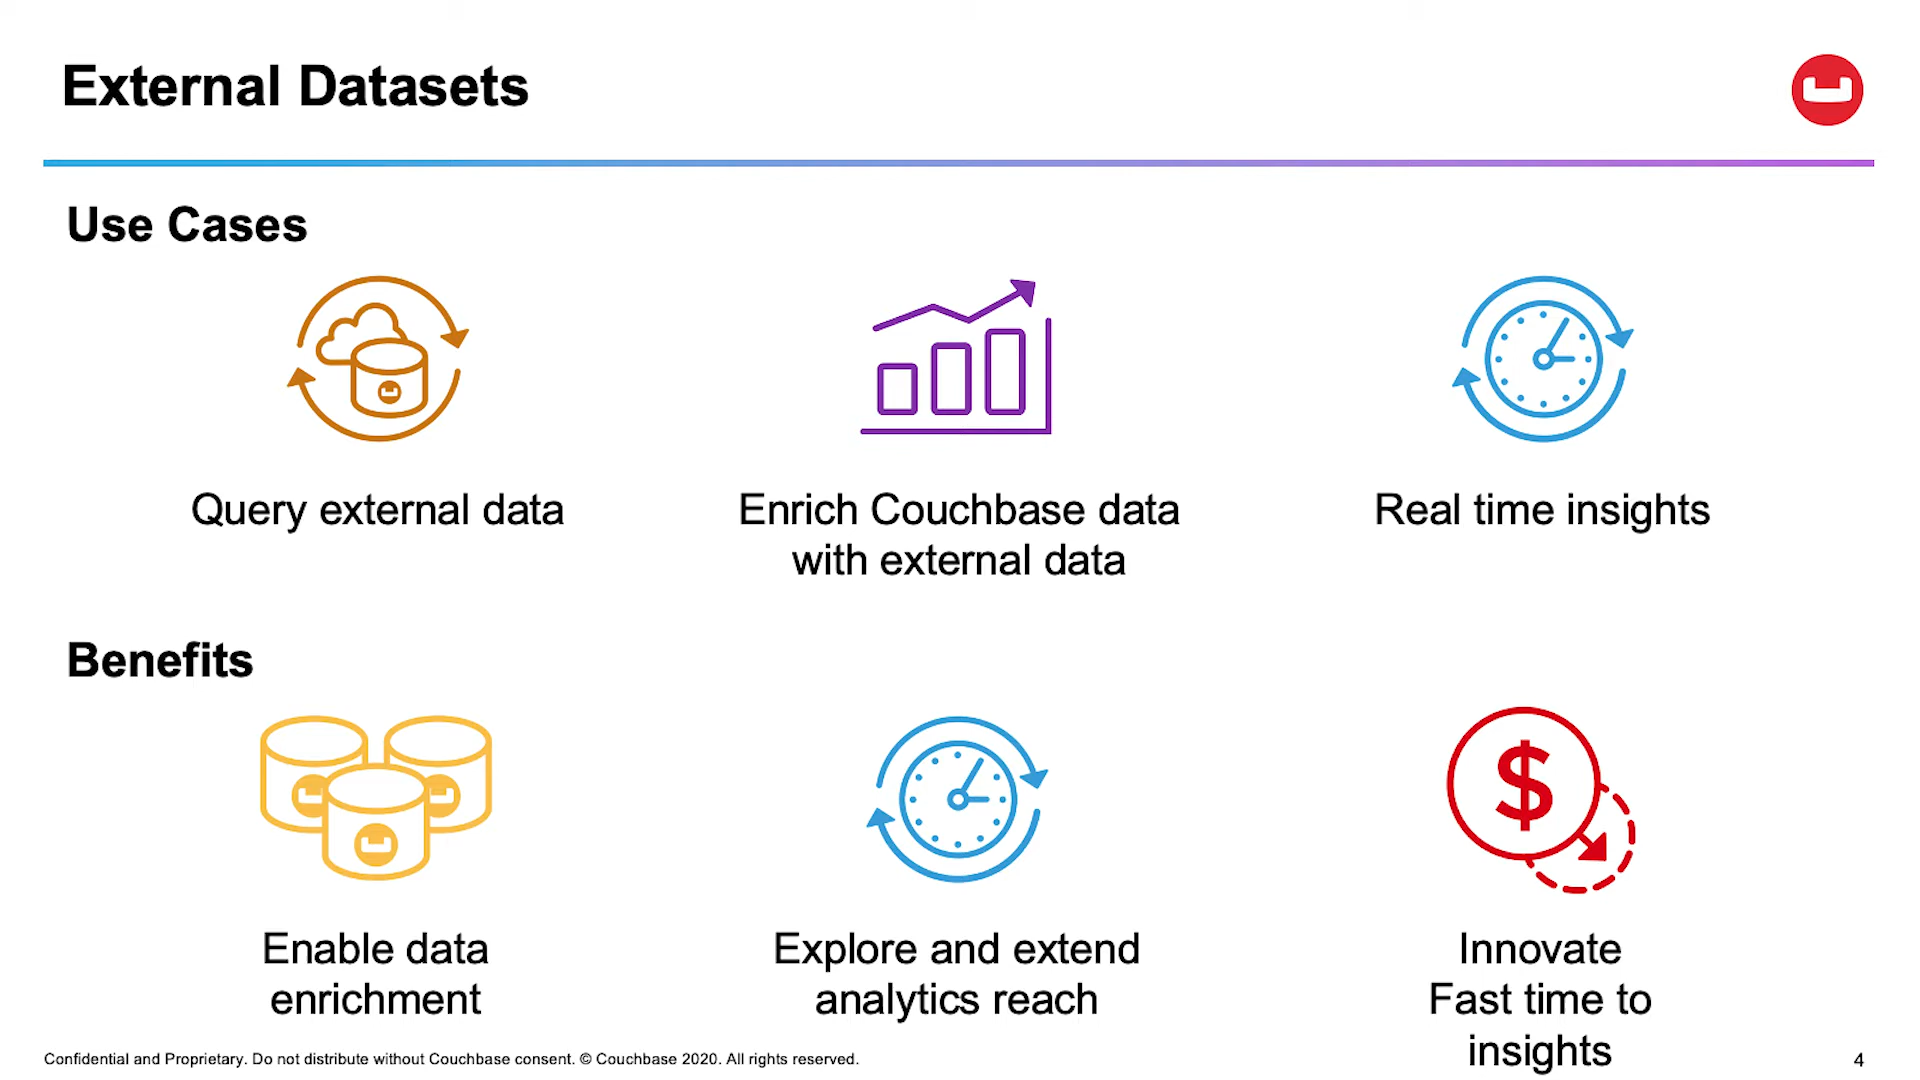 External Datasets
Use Cases
Query external data
Enrich Couchbase data
with external data
Real time insights
Benefits
$
Enable data
enrichment
Explore and extend
analytics reach
Innovate
Fast time to
insights
Confidential and Proprietary. Do not distribute without Couchbase consent. © Couchbase 2020. All rights reserved.
4